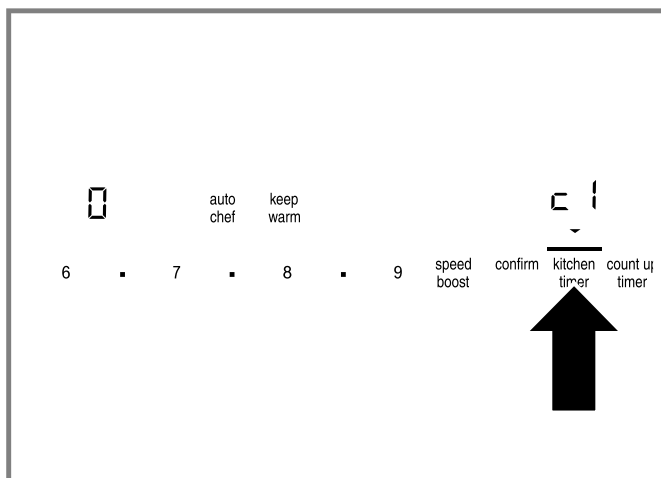 0
auto
chef
keep
warm
c1
6 . 7 . 8 . 9
speed
boost
confirm
kitchen
timer
count up
timer